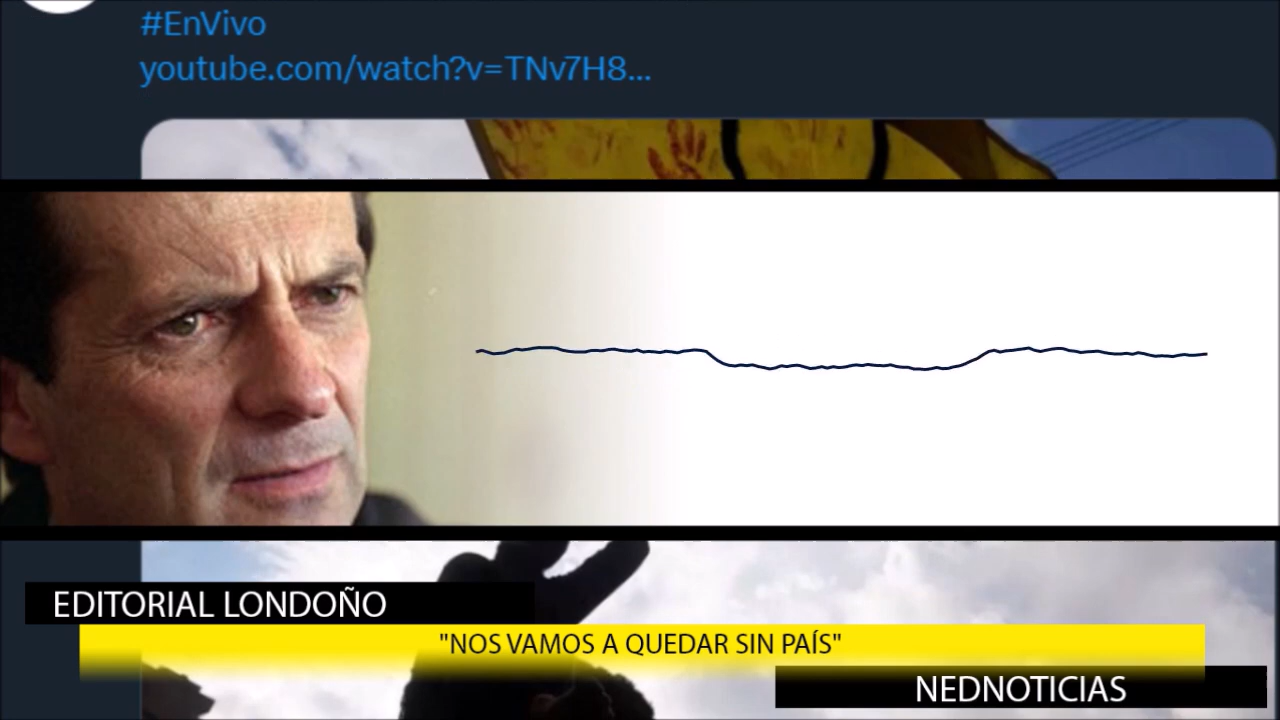 #EnVivo
youtube.com/watch?v=TNv7H8...
EDITORIAL LONDOÑO
"NOS VAMOS A QUEDAR SIN PAÍS"
NEDNOTICIAS